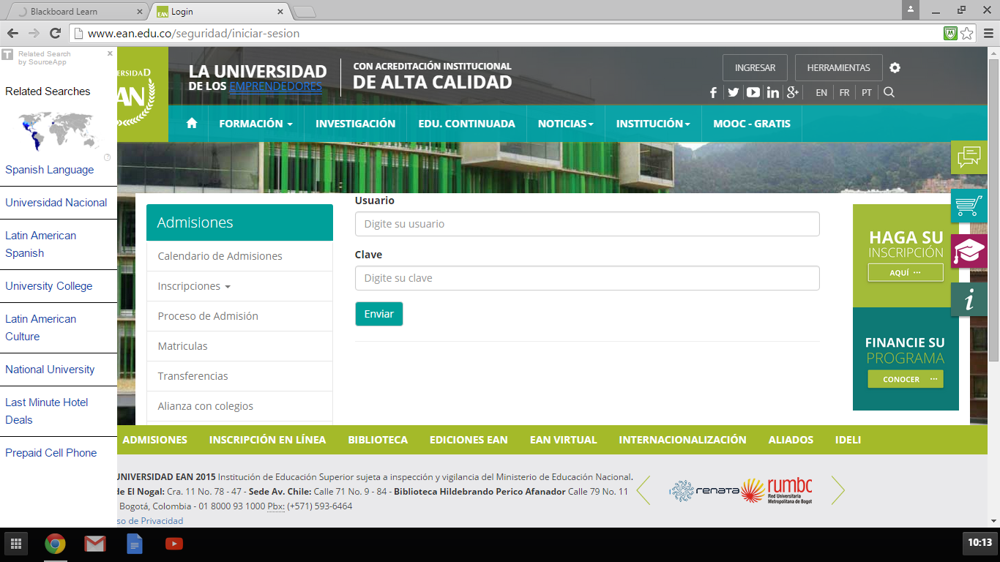 Blackboard Learn
Login
www.ean.edu.co/seguridad/iniciar-sesion
Related Search
by SourceApp
Related Searches
Spanish Language
Universidad Nacional
Latin American
Spanish
University College
Latin American
Culture
National University
Last Minute Hotel
Deals
Prepaid Cell Phone
ERSIDAD
EAN
LA UNIVERSIDAD
DE LOS EMPRENDEDORES
CON ACREDITACIÓN INSTITUCIONAL
DE ALTA CALIDAD
INGRESAR
HERRAMIENTAS
EN
FR
PT
FORMACIÓN
INVESTIGACIÓN
EDU. CONTINUADA
NOTICIAS
INSTITUCIÓN
MOOC - GRATIS
Admisiones
Calendario de Admisiones
Inscripciones
Proceso de Admisión
Matriculas
Transferencias
Alianza con colegios
Usuario
Digite su usuario
Clave
Digite su clave
Enviar
HAGA SU
INSCRIPCIÓN
AQUÍ ...
FINANCIE SU
PROGRAMA
CONOCER ...
ADMISIONES
INSCRIPCIÓN EN LÍNEA
BIBLIOTECA
EDICIONES EAN
EAN VIRTUAL
INTERNACIONALIZACIÓN
ALIADOS
IDELI
UNIVERSIDAD EAN 2015 Institución de Educación Superior sujeta a inspección y vigilancia del Ministerio de Educación Nacional.
de El Nogal: Cra. 11 No. 78 - 47 - Sede Av. Chile: Calle 71 No. 9 - 84 - Biblioteca Hildebrando Perico Afanador Calle 79 No. 11
Bogotá, Colombia - 01 8000 93 1000 Pbx: (+571) 593-6464
so de Privacidad
renata
rumbc
Red Universitaria
Metropolitana de Bogot
10:13